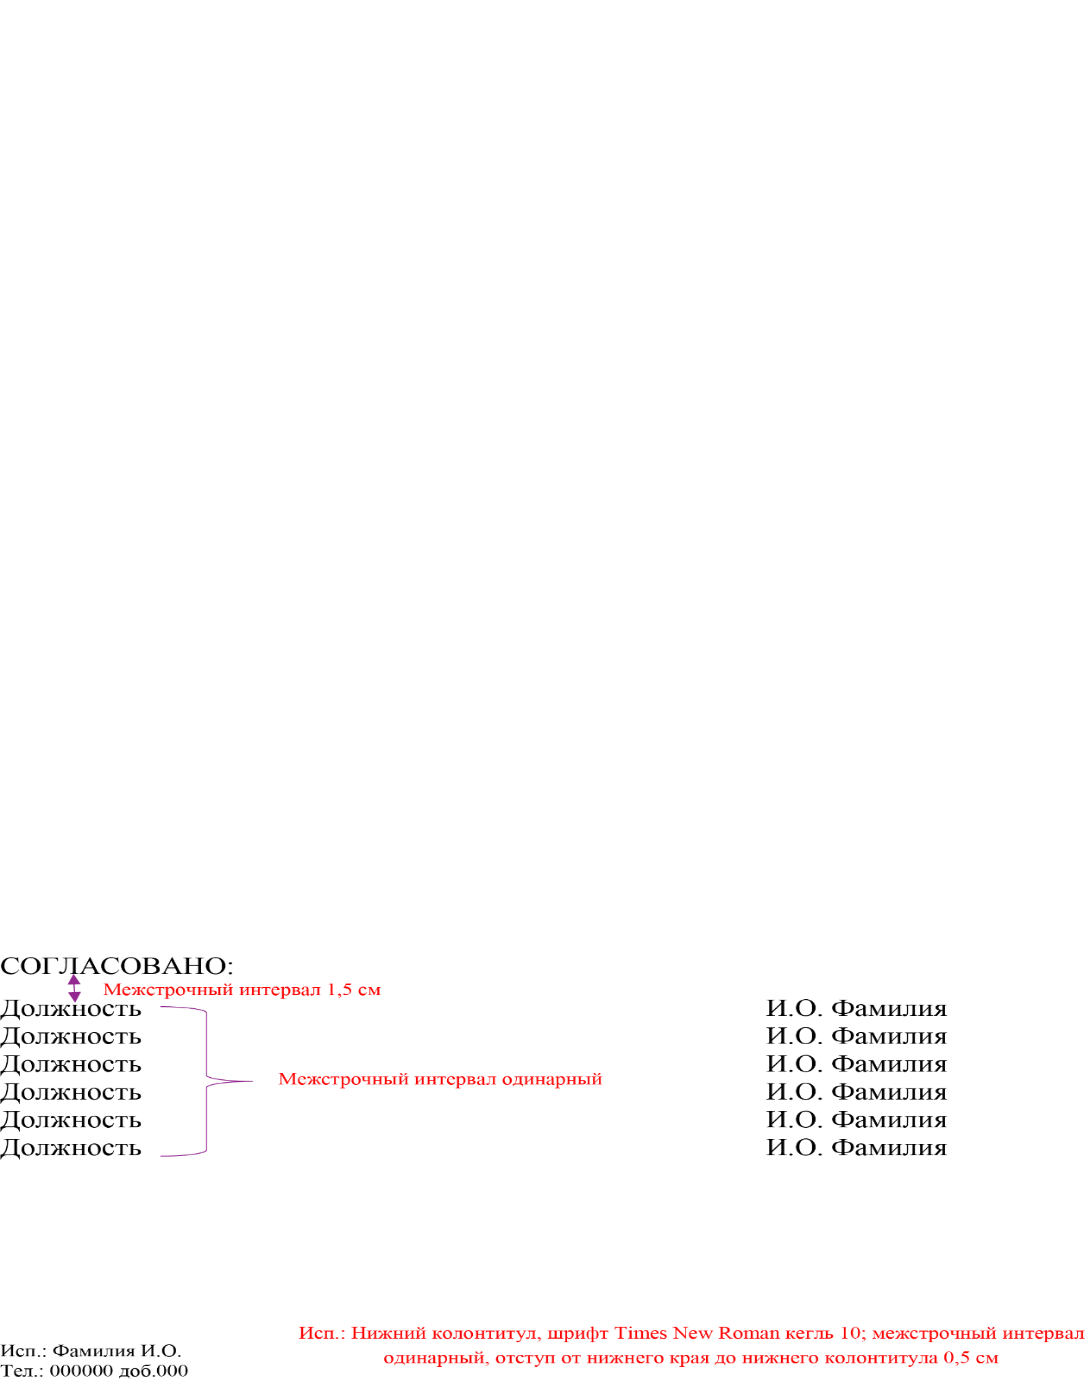 СОГЛАСОВАНО:
Межстрочный интервал 1,5 см
Должность И.О. Фамилия
Должность И.О. Фамилия
Должность И.О. Фамилия
Межстрочный интервал одинарный
Должность И.О. Фамилия
Должность И.О. Фамилия
Должность И.О. Фамилия
Исп.: Нижний колонтитул, шрифт Times New Roman кегль 10; межстрочный интервал
одинарный, отступ от нижнего края до нижнего колонтитула 0,5 см
Исп.: Фамилия И.О.
Тел.: 000000 доб.000